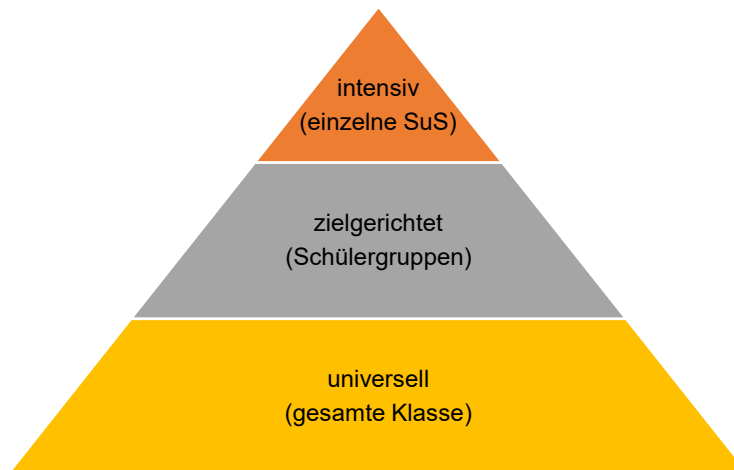 intensiv
(einzelne SuS)
zielgerichtet
(Schülergruppen)
universell
(gesamte Klasse)